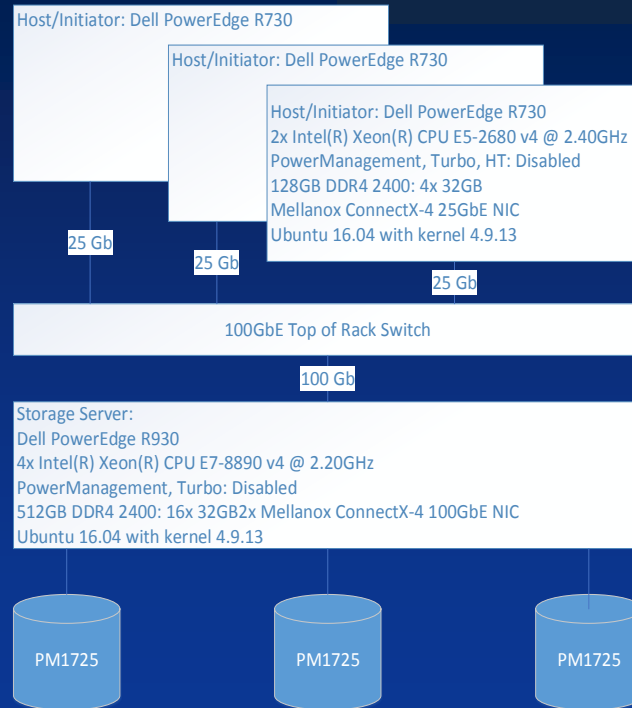 Host/Initiator: Dell PowerEdge R730
Host/Initiator: Dell PowerEdge R730
Host/Initiator: Dell PowerEdge R730
2x Intel(R) Xeon(R) CPU E5-2680 v4 @ 2.40GHz
PowerManagement, Turbo, HT: Disabled
128GB DDR4 2400: 4x 32GB
Mellanox ConnectX-4 25GbE NIC
Ubuntu 16.04 with kernel 4.9.13
25 Gb
25 Gb
25 Gb
100GbE Top of Rack Switch
100 Gb
Storage Server:
Dell PowerEdge R930
4x Intel(R) Xeon(R) CPU E7-8890 v4 @ 2.20GHz
PowerManagement, Turbo: Disabled
512GB DDR4 2400: 16x 32GB2x Mellanox ConnectX-4 100GbE NIC
Ubuntu 16.04 with kernel 4.9.13
PM1725
PM1725
PM1725